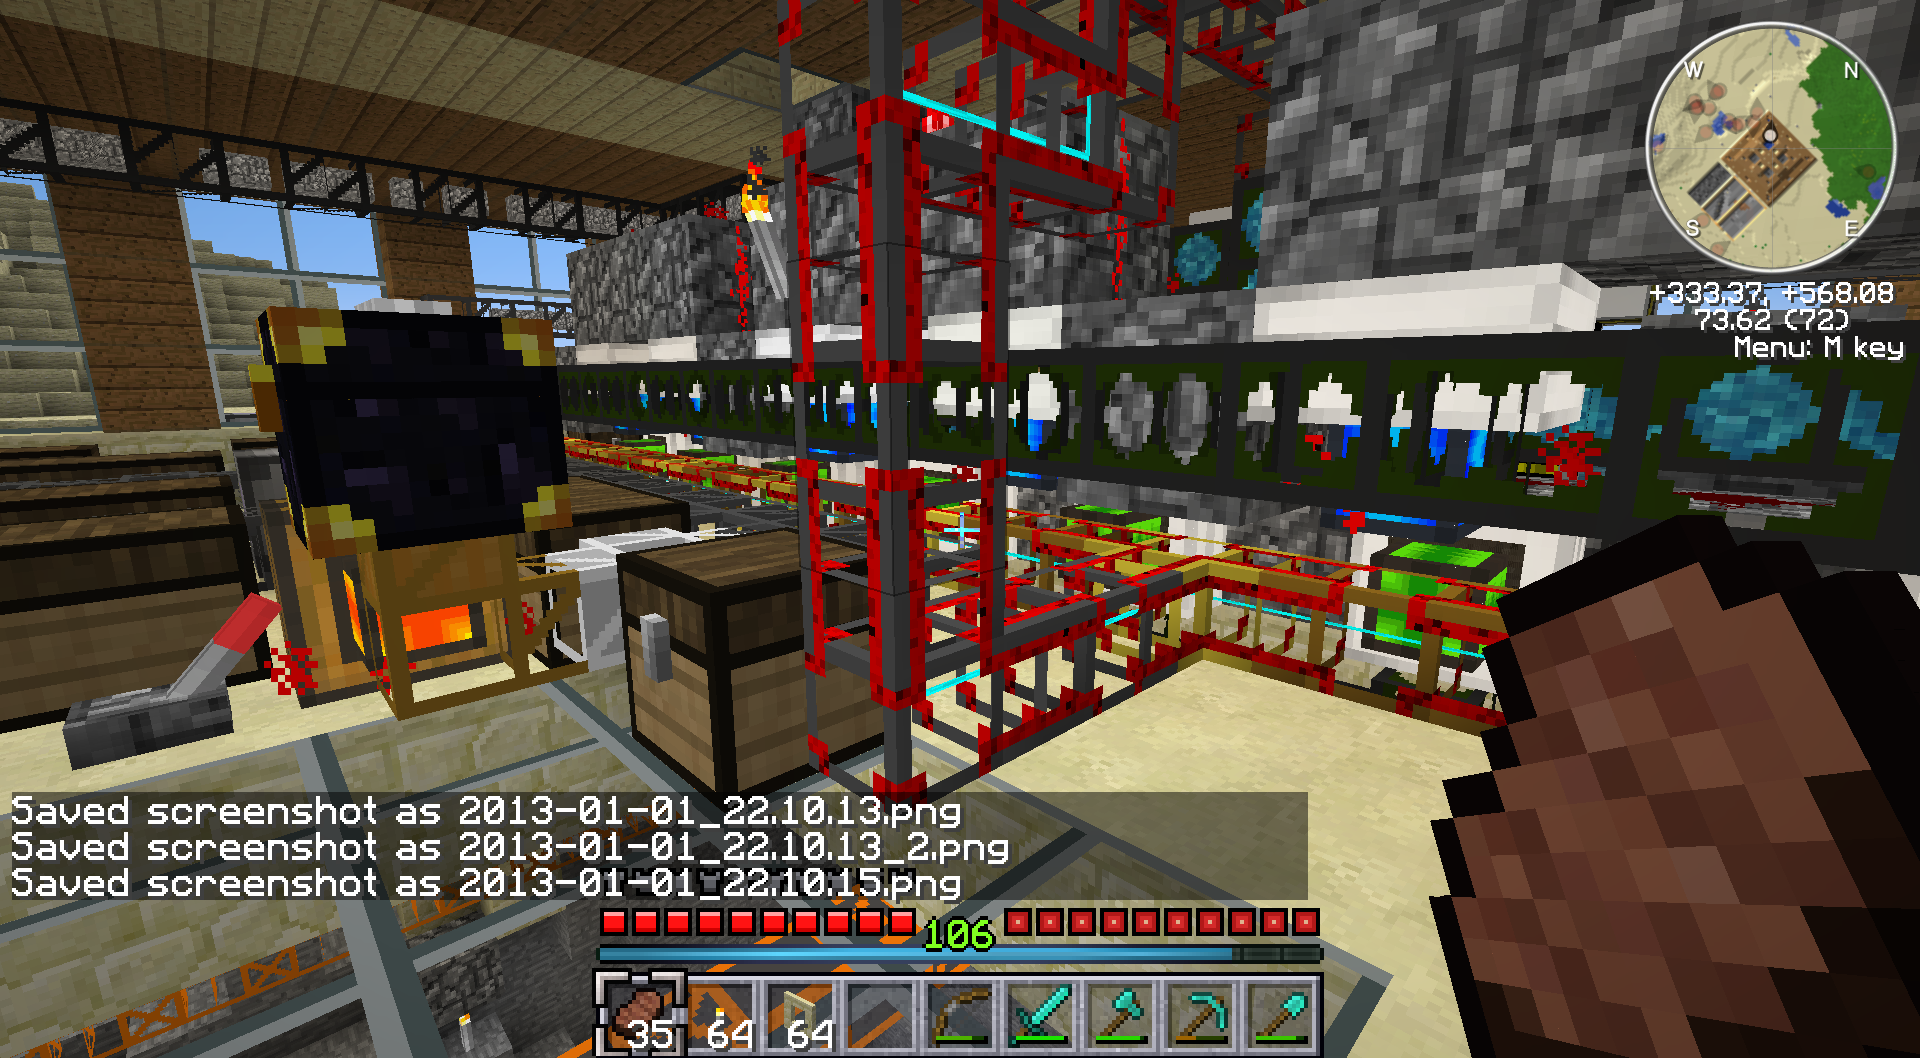 W
N
S
E
+333.37, +568.08
73.62 (72)
Menu: M key
Saved screenshot as 2013-01-01_22.10.13.png
Saved screenshot as 2013-01-01_22.10.13_2.png
Saved screenshot as 2013-01-01_22.10.15.png
106
35
64
64